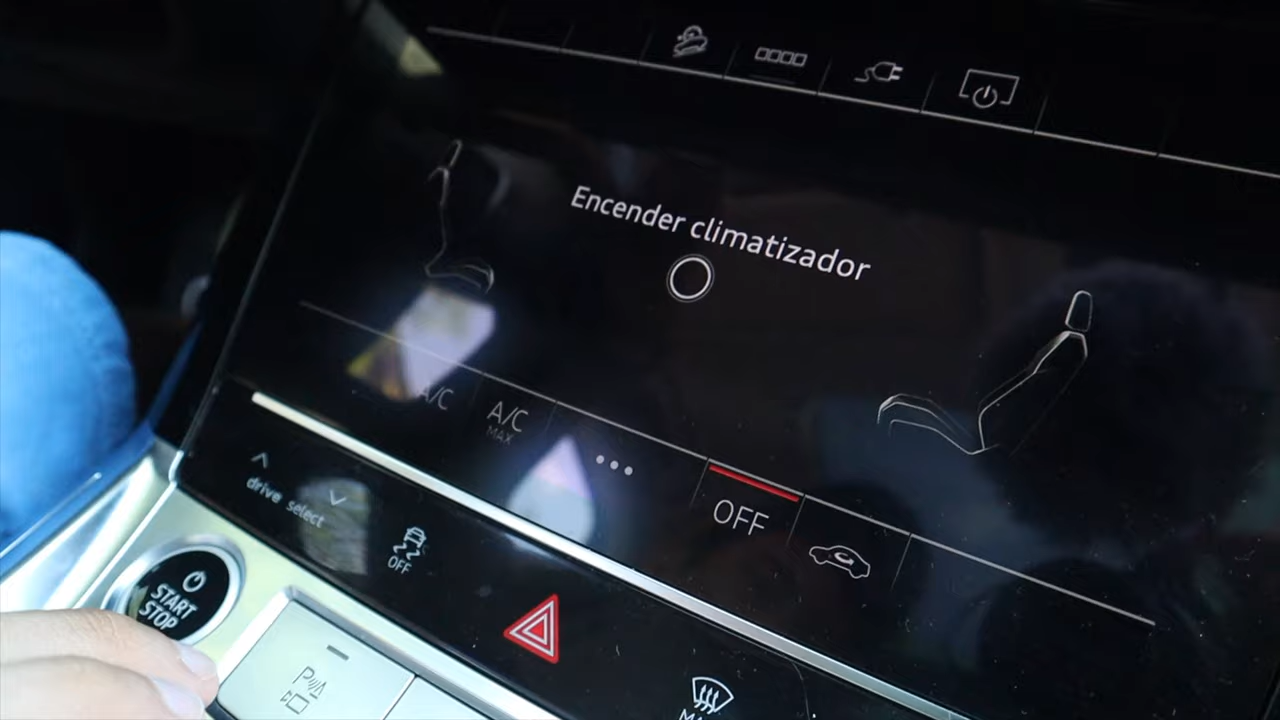 Encender climatizador
A/C
A/C
MAX
OFF
drive select
OFF
START
STOP
P